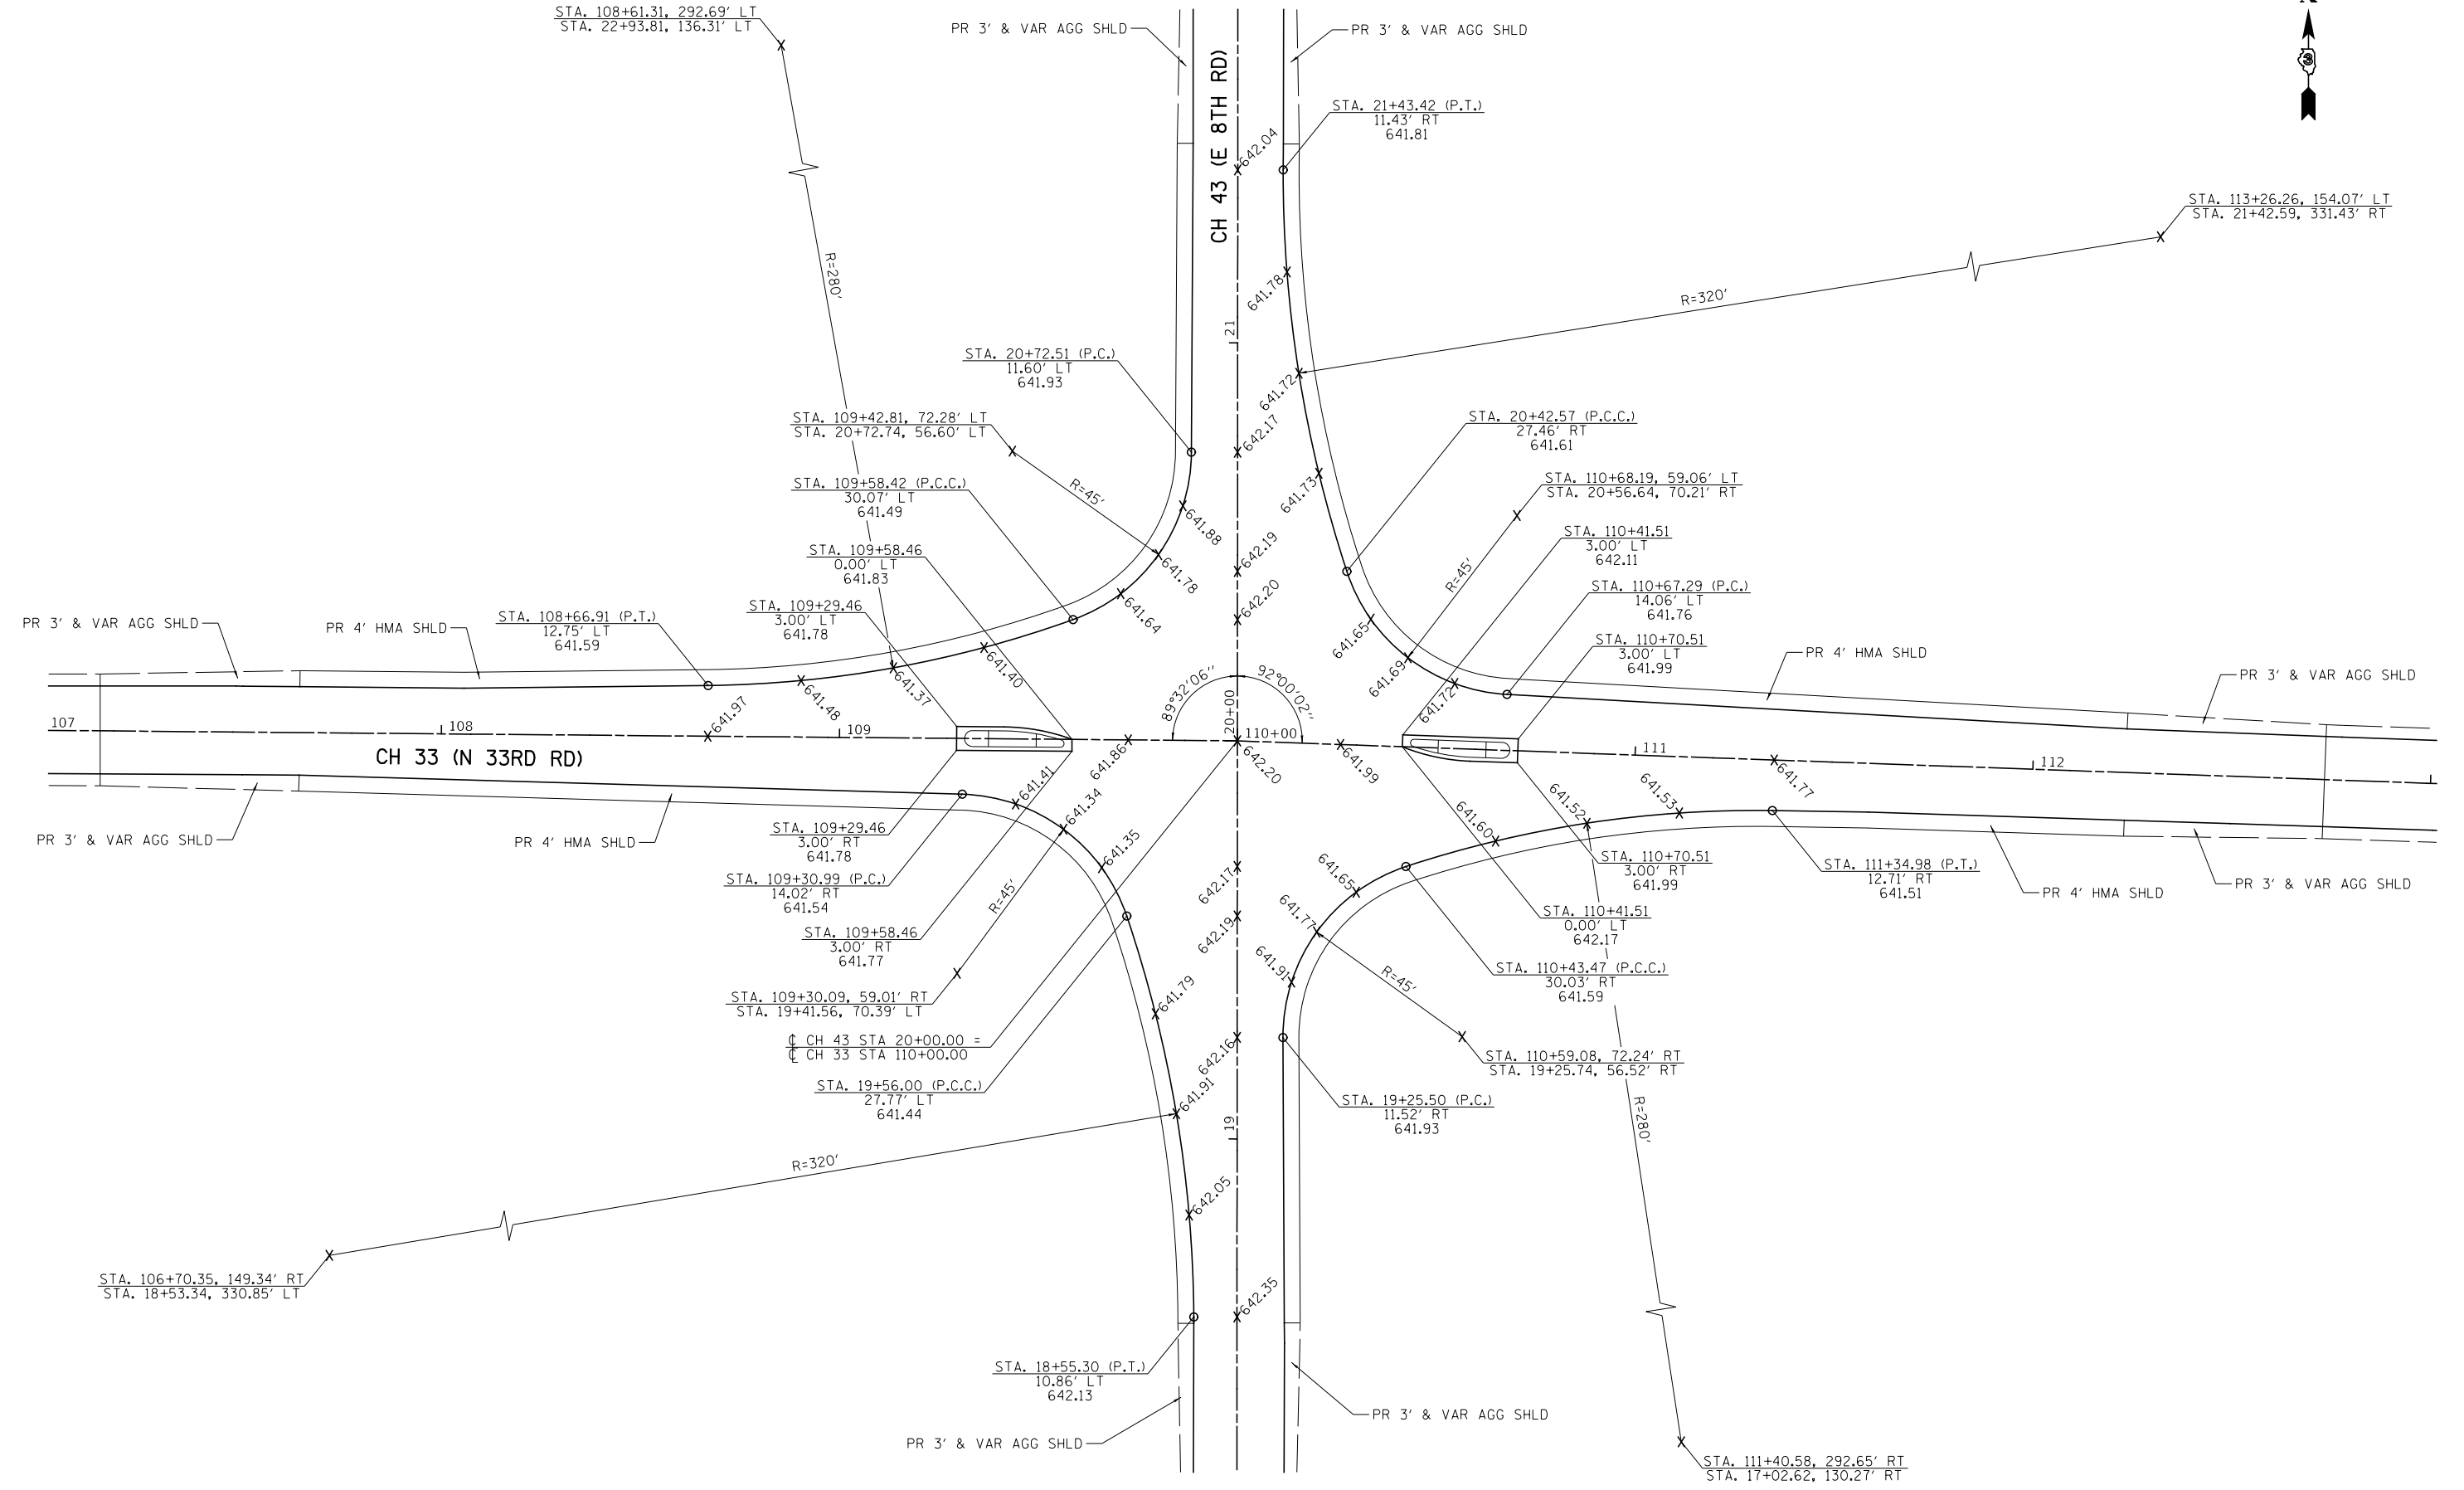 STA. 108+61.31, 292.69' LT
STA. 22+93.81, 136.31' LT
PR 3' & VAR AGG SHLD
PR 3' & VAR AGG SHLD
CH 43 (E 8TH RD)
3
STA. 21+43.42 (P.T.)
11.43' RT
641.81
642.04
STA. 113+26.26, 154.07' LT
STA. 21+42.59, 331.43' RT
R=280'
641.78
R=320'
21
STA. 20+72.51 (P.C.)
11.60' LT
641.93
641.72
STA. 109+42.81, 72.28' LT
STA. 20+72.74, 56.60' LT
642.17
STA. 20+42.57 (P.C.C.)
27.46' RT
641.61
R=45'
641.73
STA. 109+58.42 (P.C.C.)
30.07' LT
641.49
STA. 110+68.19, 59.06' LT
STA. 20+56.64, 70.21' RT
641.88
642.19
STA. 110+41.51
3.00' LT
642.11
STA. 109+58.46
0.00' LT
641.83
641.78
R=45'
STA. 110+67.29 (P.C.)
14.06' LT
641.76
STA. 109+29.46
3.00' LT
641.78
641.64
642.20
641.65
PR 3' & VAR AGG SHLD
PR 4' HMA SHLD
STA. 108+66.91 (P.T.)
12.75' LT
641.59
STA. 110+70.51
3.00' LT
641.99
PR 4' HMA SHLD
PR 3' & VAR AGG SHLD
641.40
641.37
641.48
641.97
89°32'06"
92°00'02"
641.69
641.72
107
108
109
20+00
110+00
111
112
CH 33 (N 33RD RD)
641.86
642.20
641.99
641.77
641.41
641.34
641.35
641.60
641.52
641.53
PR 3' & VAR AGG SHLD
PR 4' HMA SHLD
STA. 109+29.46
3.00' RT
641.78
STA. 109+30.99 (P.C.)
14.02' RT
641.54
R=45'
STA. 109+58.46
3.00' RT
641.77
642.17
642.19
641.65
641.77
641.91
STA. 110+70.51
3.00' RT
641.99
STA. 111+34.98 (P.T.)
12.71' RT
641.51
PR 4' HMA SHLD
PR 3' & VAR AGG SHLD
STA. 110+41.51
0.00' LT
642.17
STA. 110+43.47 (P.C.C.)
30.03' RT
641.59
R=45'
STA. 109+30.09, 59.01' RT
STA. 19+41.56, 70.39' LT
641.79
℄ CH 43 STA 20+00.00 =
℄ CH 33 STA 110+00.00
642.16
STA. 110+59.08, 72.24' RT
STA. 19+25.74, 56.52' RT
STA. 19+56.00 (P.C.C.)
27.77' LT
641.44
641.91
STA. 19+25.50 (P.C.)
11.52' RT
641.93
19
R=280'
R=320'
642.05
STA. 106+70.35, 149.34' RT
STA. 18+53.34, 330.85' LT
642.35
STA. 18+55.30 (P.T.)
10.86' LT
642.13
PR 3' & VAR AGG SHLD
PR 3' & VAR AGG SHLD
STA. 111+40.58, 292.65' RT
STA. 17+02.62, 130.27' RT